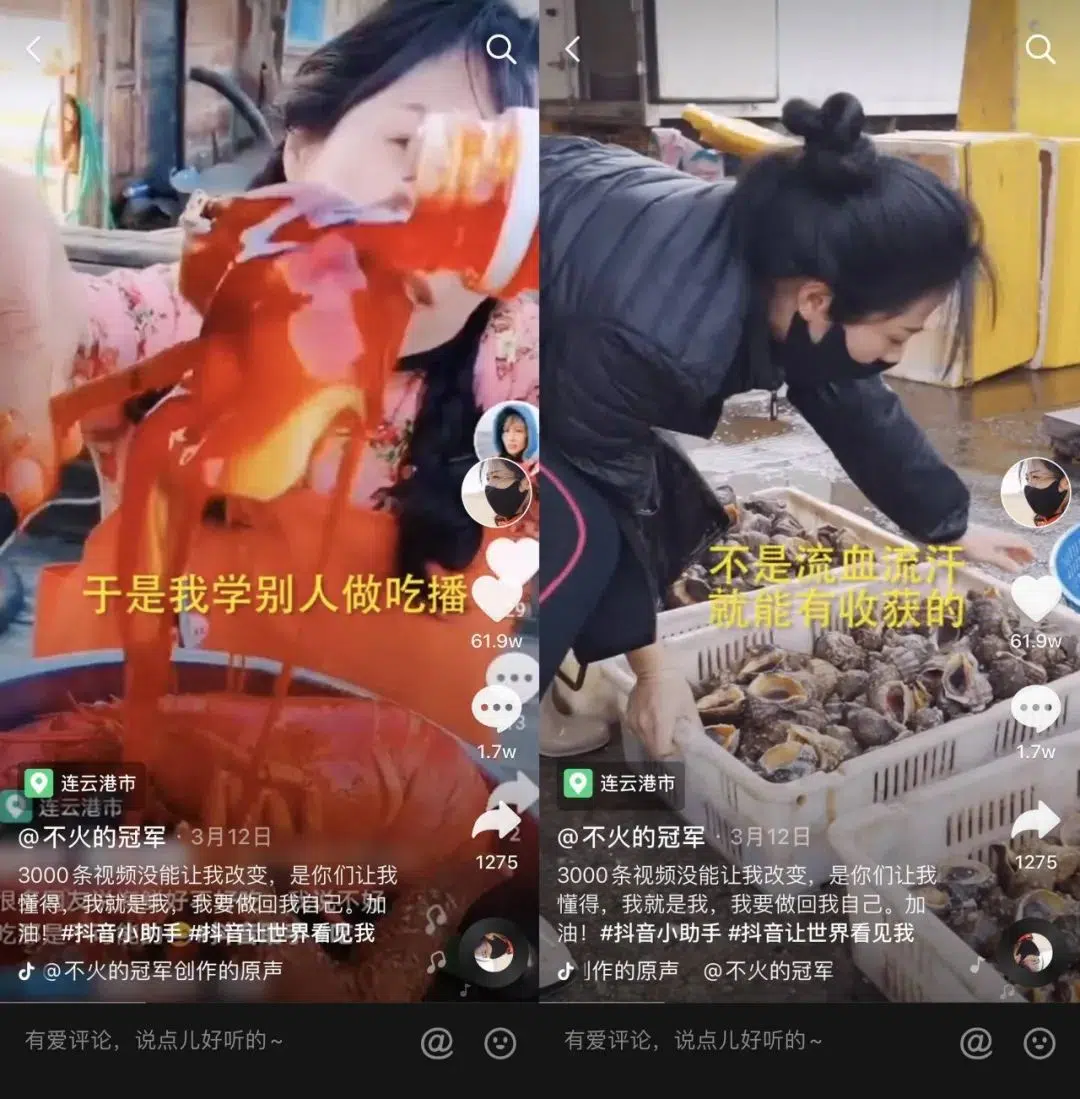 于是我学别人做吃播
29
61.9w
3
1.7w
连云港市
连云港市
@不火的冠军 · 3月12日
2
1275
3000条视频没能让我改变，是你们让我
懂得，我就是我，我要做回我自己。加
油！#抖音小助手 #抖音让世界看见我
@不火的冠军创作的原声
有爱评论，说点儿好听的~
@
不是流血流汗
就能有收获的
61.9w
1.7w
连云港市
@不火的冠军 · 3月12日
1275
3000条视频没能让我改变，是你们让我
懂得，我就是我，我要做回我自己。加
油！#抖音小助手 #抖音让世界看见我
创作的原声 @不火的冠军
有爱评论，说点儿好听的~
@